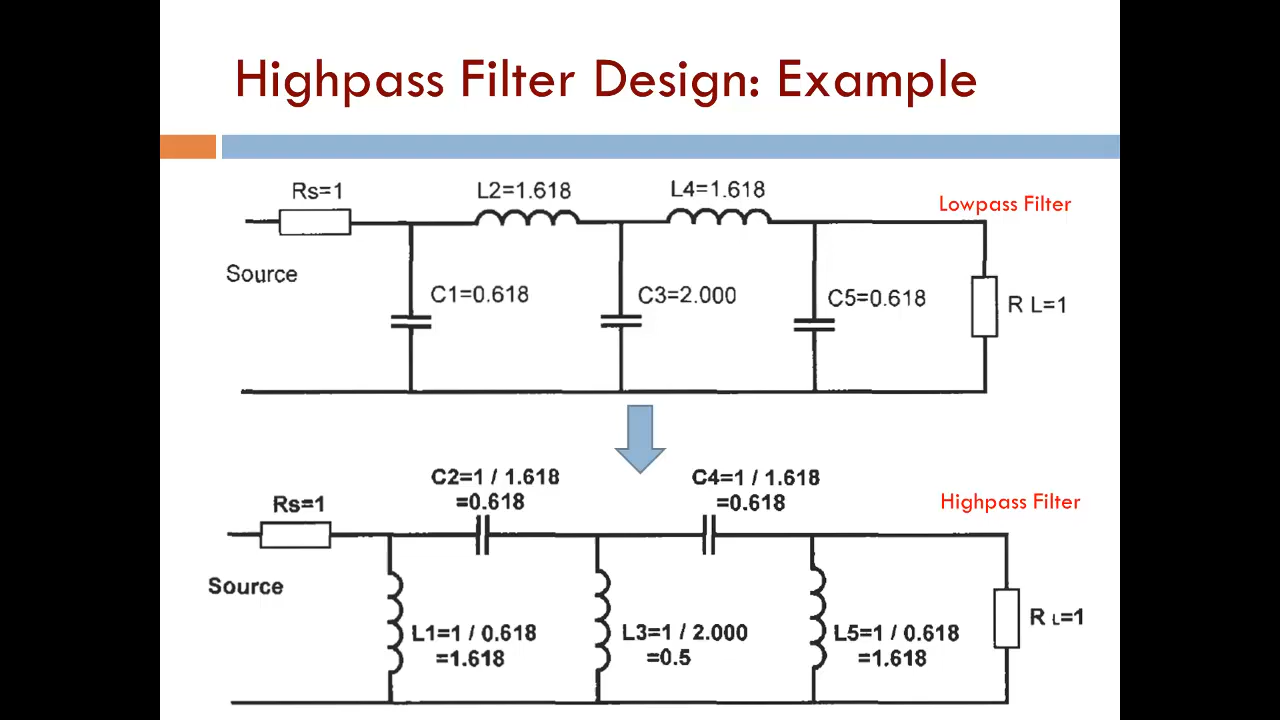 Highpass Filter Design: Example
Rs=1
L2=1.618
L4=1.618
Lowpass Filter
Source
C1=0.618
C3=2.000
C5=0.618
R L=1
C2=1 / 1.618
=0.618
C4=1 / 1.618
=0.618
Highpass Filter
Rs=1
Source
L1=1 / 0.618
=1.618
L3=1 / 2.000
=0.5
L5=1 / 0.618
=1.618
R L=1